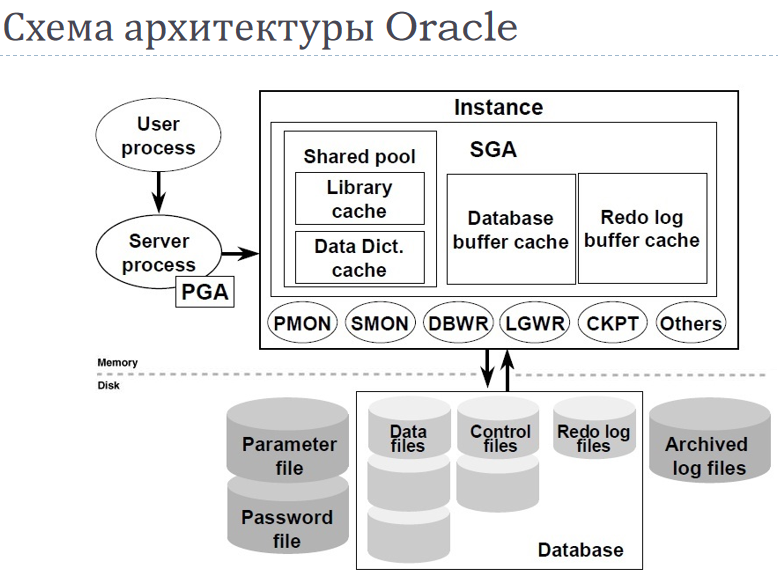 Схема архитектуры Oracle
Instance
User
process
Shared pool
SGA
Library
cache
Database
buffer cache
Redo log
buffer cache
Server
process
Data Dict.
cache
PGA
PMON
SMON
DBWR
LGWR
CKPT
Others
Memory
Disk
Parameter
file
Data
files
Control
files
Redo log
files
Archived
log files
Password
file
Database